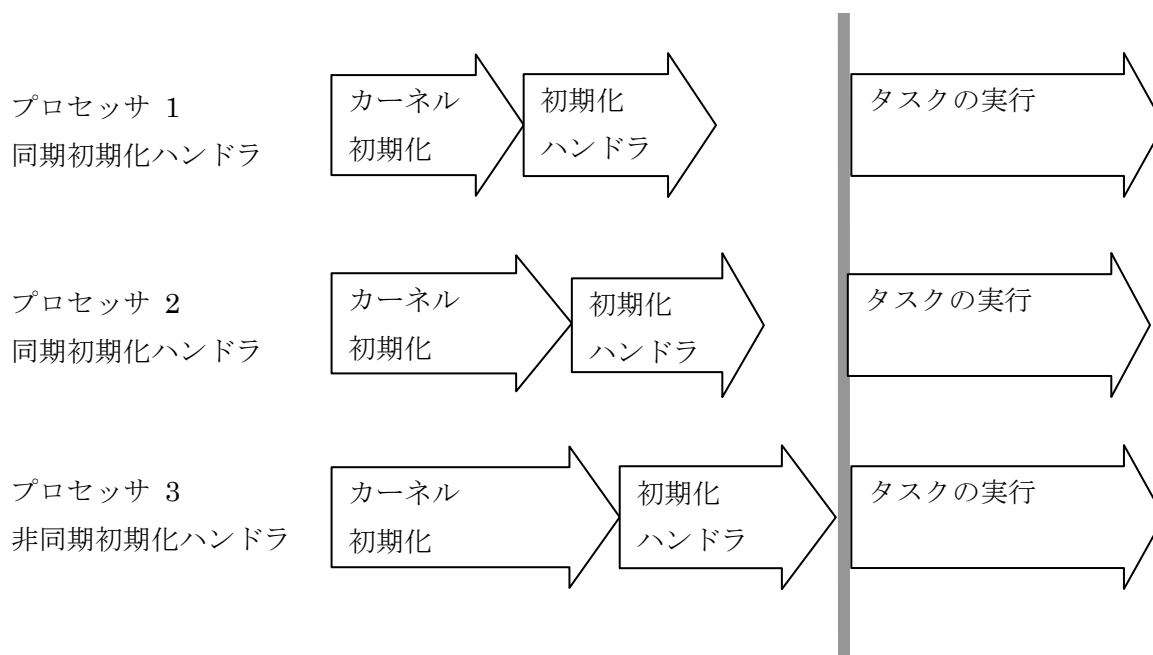 プロセッサ 1
同期初期化ハンドラ
カーネル
初期化
初期化
ハンドラ
タスクの実行
プロセッサ 2
同期初期化ハンドラ
カーネル
初期化
初期化
ハンドラ
タスクの実行
プロセッサ 3
非同期初期化ハンドラ
カーネル
初期化
初期化
ハンドラ
タスクの実行